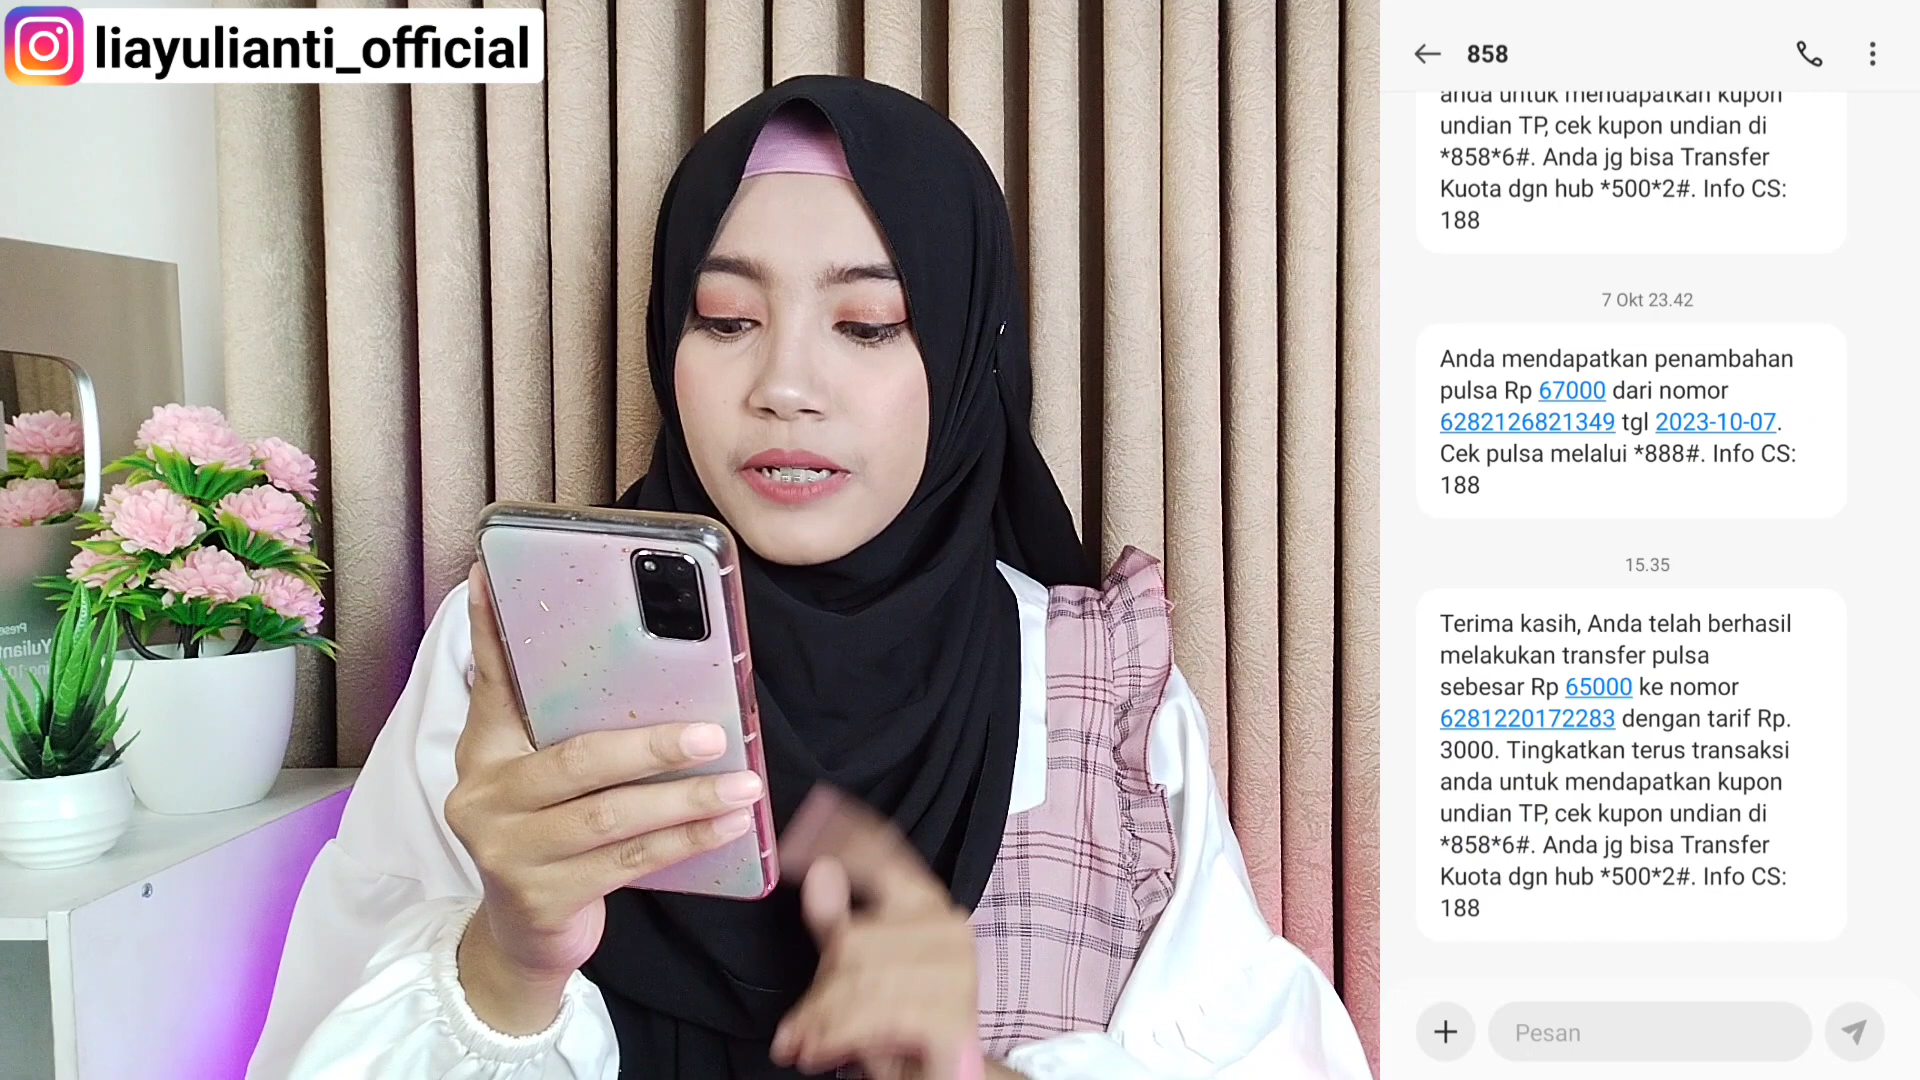 liayulianti_official
858
anda untuk mendapatkan kupon
undian TP, cek kupon undian di
*858*6#. Anda jg bisa Transfer
Kuota dgn hub *500*2#. Info CS:
188
7 Okt 23.42
Anda mendapatkan penambahan
pulsa Rp 67000 dari nomor
6282126821349 tgl 2023-10-07.
Cek pulsa melalui *888#. Info CS:
188
15.35
Terima kasih, Anda telah berhasil
melakukan transfer pulsa
sebesar Rp 65000 ke nomor
6281220172283 dengan tarif Rp.
3000. Tingkatkan terus transaksi
anda untuk mendapatkan kupon
undian TP, cek kupon undian di
*858*6#. Anda jg bisa Transfer
Kuota dgn hub *500*2#. Info CS:
188
Pesan